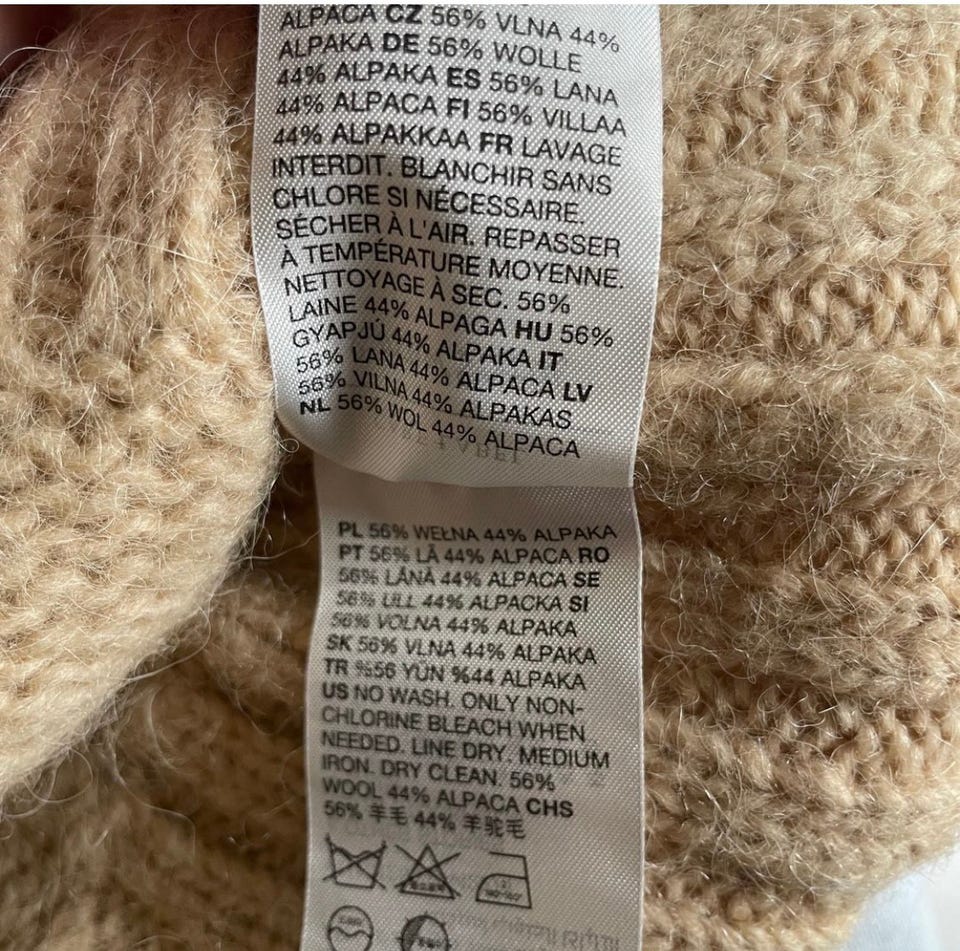 ALPACA CZ 56% VLNA 44%
ALPAKA DE 56% WOLLE
44% ALPAKA ES 56% LANA
44% ALPACA FI 56% VILLAA
44% ALPAKKAA FR LAVAGE
INTERDIT. BLANCHIR SANS
CHLORE SI NÉCESSAIRE.
SÉCHER À L'AIR. REPASSER
À TEMPÉRATURE MOYENNE.
NETTOYAGE À SEC. 56%
LAINE 44% ALPAGA HU 56%
GYAPJÚ 44% ALPAKA IT
56% LANA 44% ALPACA LV
56% VILNA 44% ALPAKAS
NL 56% WOL 44% ALPACA
PL 56% WEŁNA 44% ALPAKA
PT 56% LÃ 44% ALPACA RO
56% LÂNĂ 44% ALPACA SE
56% ULL 44% ALPACKA SI
56% VOLNA 44% ALPAKA
SK 56% VLNA 44% ALPAKA
TR %56 YÜN %44 ALPAKA
US NO WASH. ONLY NON-
CHLORINE BLEACH WHEN
NEEDED. LINE DRY. MEDIUM
IRON. DRY CLEAN. 56%
WOOL 44% ALPACA CHS
56% 羊毛 44% 羊驼毛